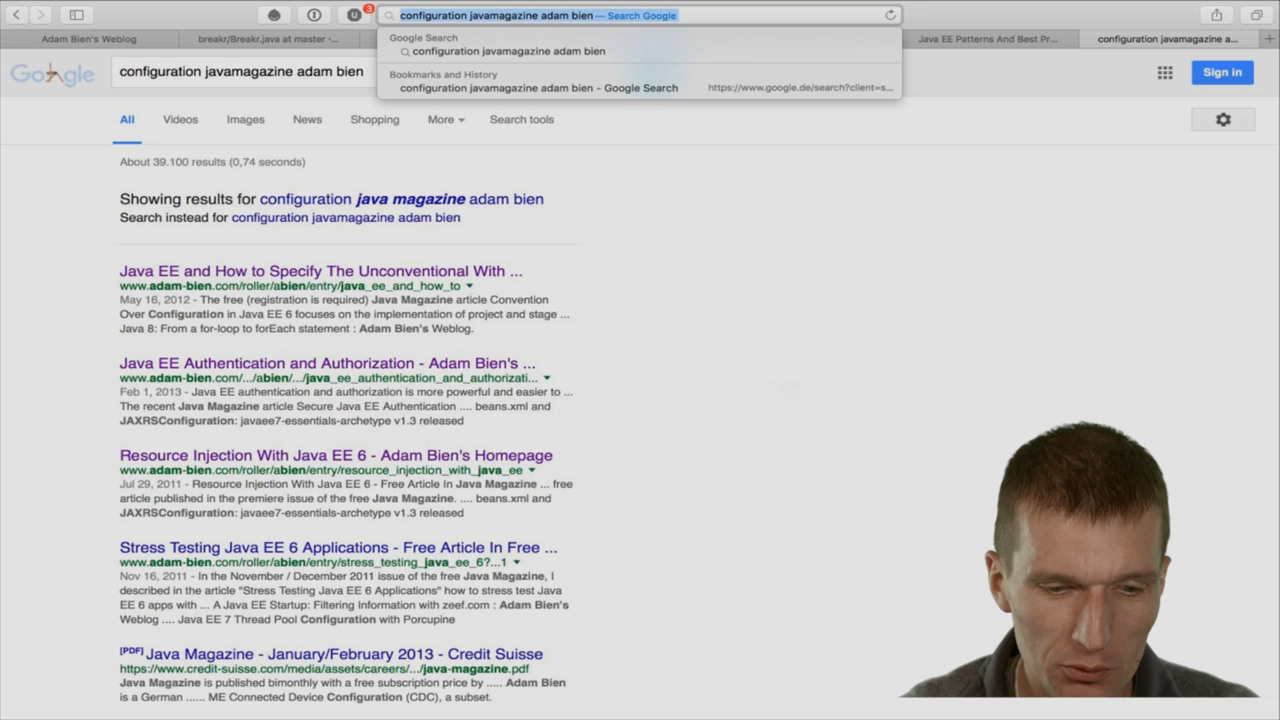 3
configuration javamagazine adam bien — Search Google
Google Search
configuration javamagazine adam bien
Bookmarks and History
configuration javamagazine adam bien - Google Search https://www.google.de/search?client=s...
Adam Bien's Weblog
breakr/Breakr.java at master -...
Java EE Patterns And Best Pr...
configuration javamagazine a...
Google
configuration javamagazine adam bien
Sign in
All Videos Images News Shopping More Search tools
About 39.100 results (0,74 seconds)
Showing results for configuration java magazine adam bien
Search instead for configuration javamagazine adam bien
Java EE and How to Specify The Unconventional With ...
www.adam-bien.com/roller/abien/entry/java_ee_and_how_to
May 16, 2012 - The free (registration is required) Java Magazine article Convention
Over Configuration in Java EE 6 focuses on the implementation of project and stage ...
Java 8: From a for-loop to forEach statement : Adam Bien's Weblog.
Java EE Authentication and Authorization - Adam Bien's ...
www.adam-bien.com/.../abien/.../java_ee_authentication_and_authorizati...
Feb 1, 2013 - Java EE authentication and authorization is more powerful and easier to ...
The recent Java Magazine article Secure Java EE Authentication .... beans.xml and
JAXRSConfiguration: javaee7-essentials-archetype v1.3 released
Resource Injection With Java EE 6 - Adam Bien's Homepage
www.adam-bien.com/roller/abien/entry/resource_injection_with_java_ee
Jul 29, 2011 - Resource Injection With Java EE 6 - Free Article In Java Magazine ... free
article published in the premiere issue of the free Java Magazine. .... beans.xml and
JAXRSConfiguration: javaee7-essentials-archetype v1.3 released
Stress Testing Java EE 6 Applications - Free Article In Free ...
www.adam-bien.com/roller/abien/entry/stress_testing_java_ee_6?...1
Nov 16, 2011 - In the November / December 2011 issue of the free Java Magazine, I
described in the article "Stress Testing Java EE 6 Applications" how to stress test Java
EE 6 apps with ... A Java EE Startup: Filtering Information with zeef.com : Adam Bien's
Weblog .... Java EE 7 Thread Pool Configuration with Porcupine
[PDF] Java Magazine - January/February 2013 - Credit Suisse
https://www.credit-suisse.com/media/assets/careers/.../java-magazine.pdf
Java Magazine is published bimonthly with a free subscription price by ..... Adam Bien
is a German ...... ME Connected Device Configuration (CDC), a subset.